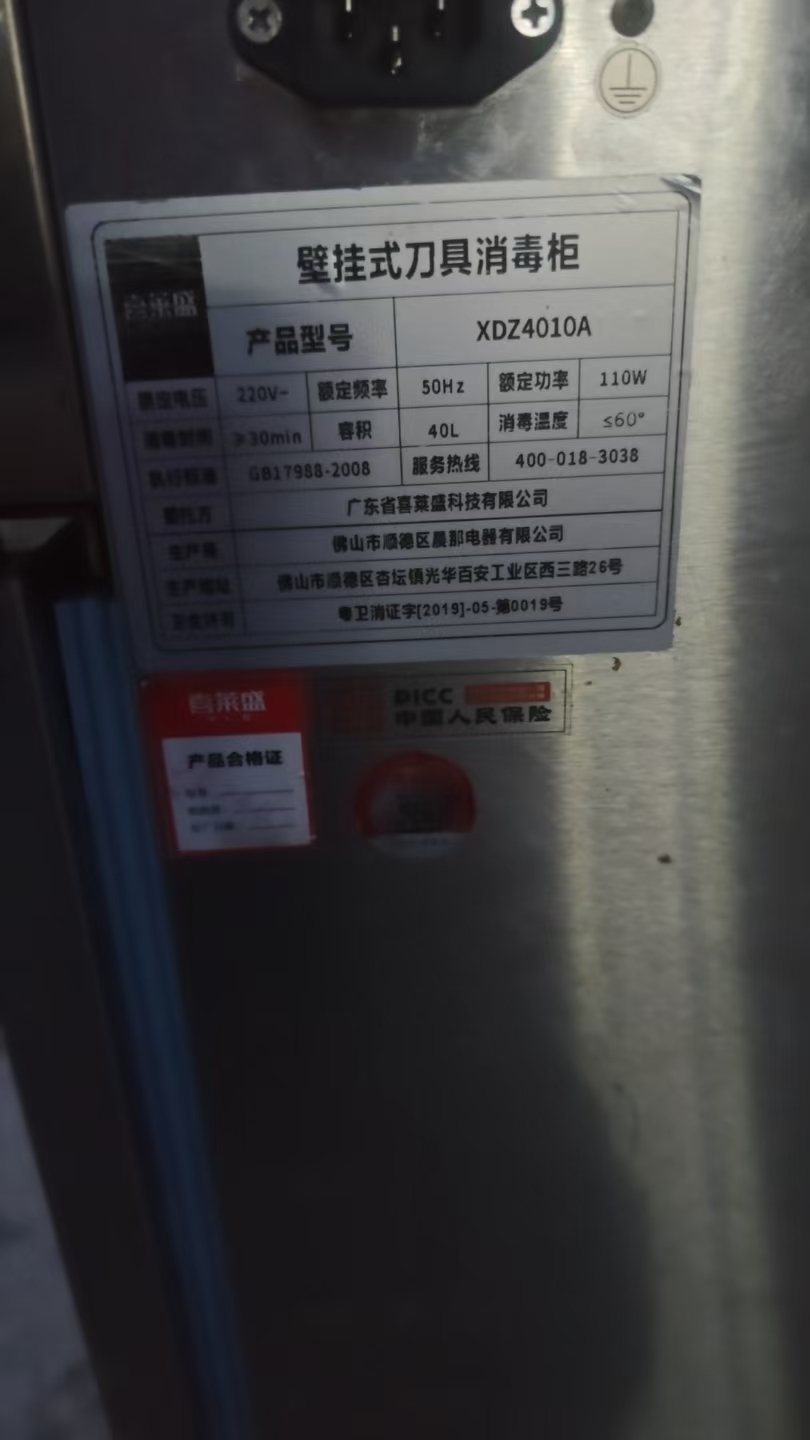 壁挂式刀具消毒柜
喜莱盛
产品型号 XDZ4010A
额定电压 220V~ 额定频率 50Hz 额定功率 110W
消毒时间 ≥30min 容积 40L 消毒温度 ≤60°
执行标准 GB17988-2008 服务热线 400-018-3038
委托方 广东省喜莱盛科技有限公司
生产商 佛山市顺德区晨那电器有限公司
生产地址 佛山市顺德区杏坛镇光华百安工业区西三路26号
卫生许可 粤卫消证字[2019]-05-第0019号
喜莱盛
PICC
中国人民保险
产品合格证